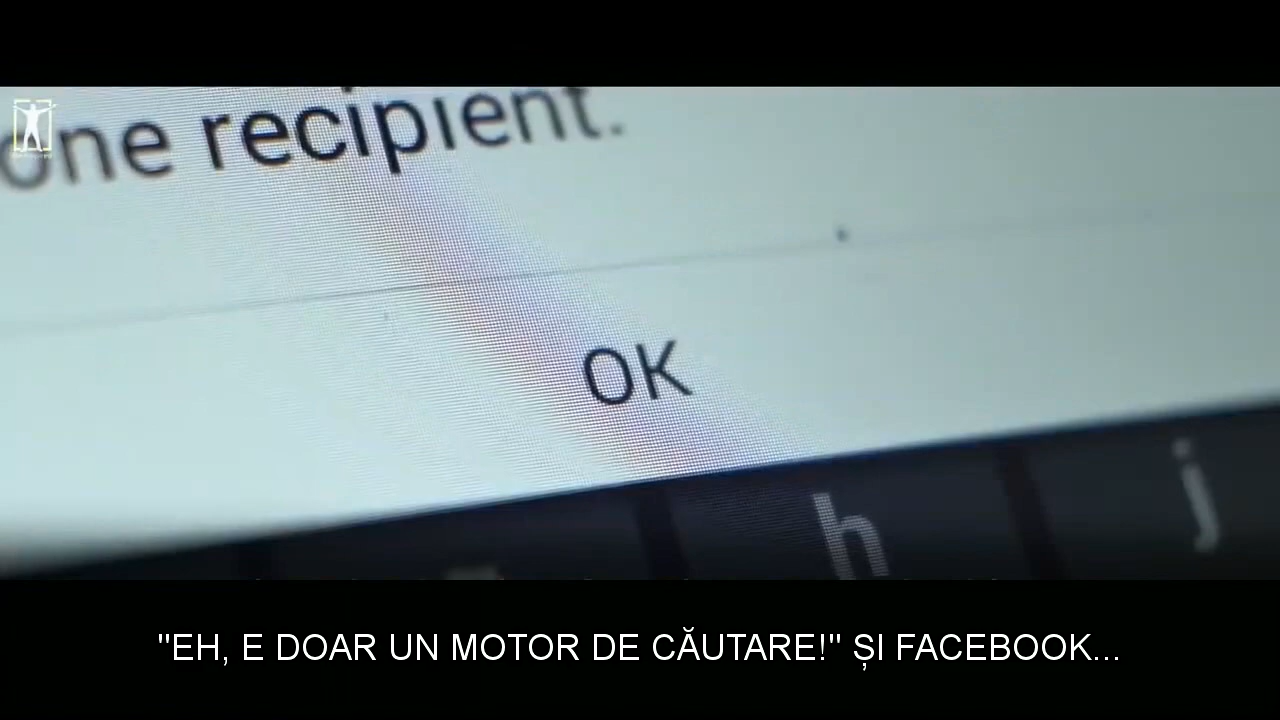 one recipient.
OK
h
j
"EH, E DOAR UN MOTOR DE CĂUTARE!" ȘI FACEBOOK...